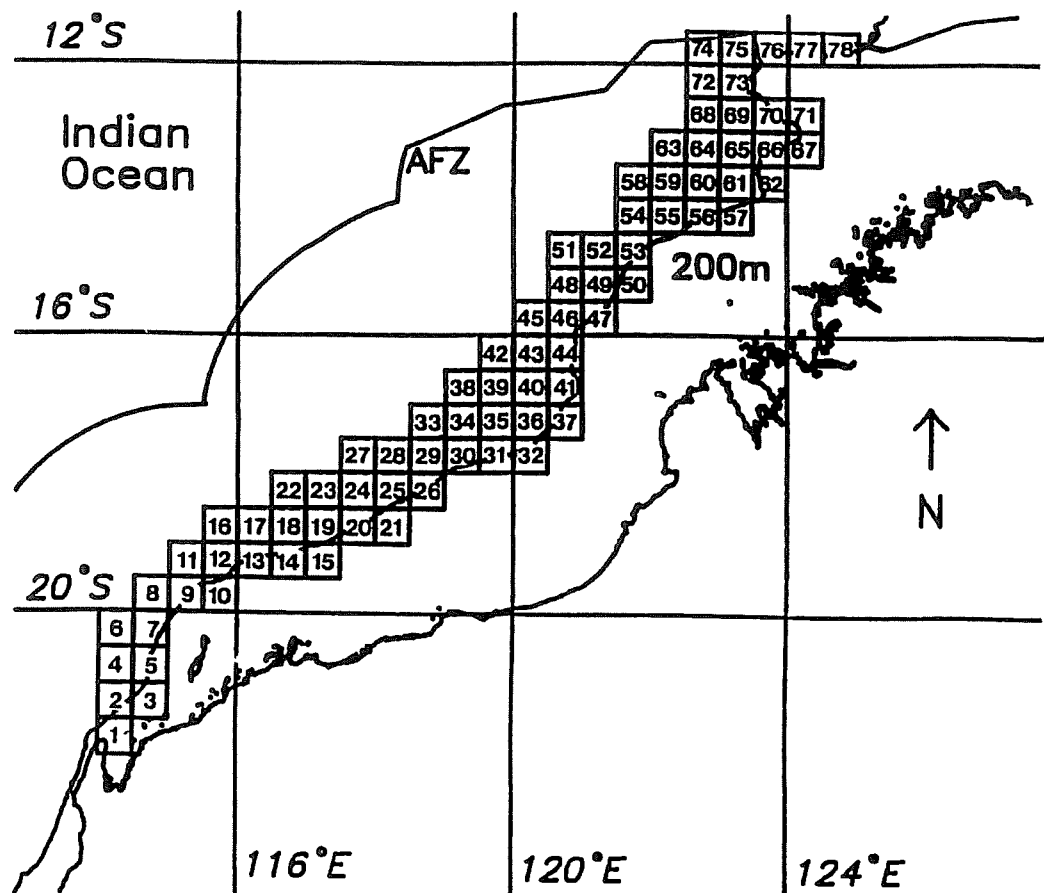 12°S
74 75 76 77 78
72 73
Indian
Ocean
68 69 70 71
AFZ
63 64 65 66 67
58 59 60 61 62
54 55 56 57
51 52 53
200m
48 49 50
16°S
45 46 47
42 43 44
38 39 40 41
33 34 35 36 37
27 28 29 30 31 32
22 23 24 25 26
N
16 17 18 19 20 21
11 12 13 14 15
20°S
8 9 10
6 7
4 5
2 3
1
116°E
120°E
124°E